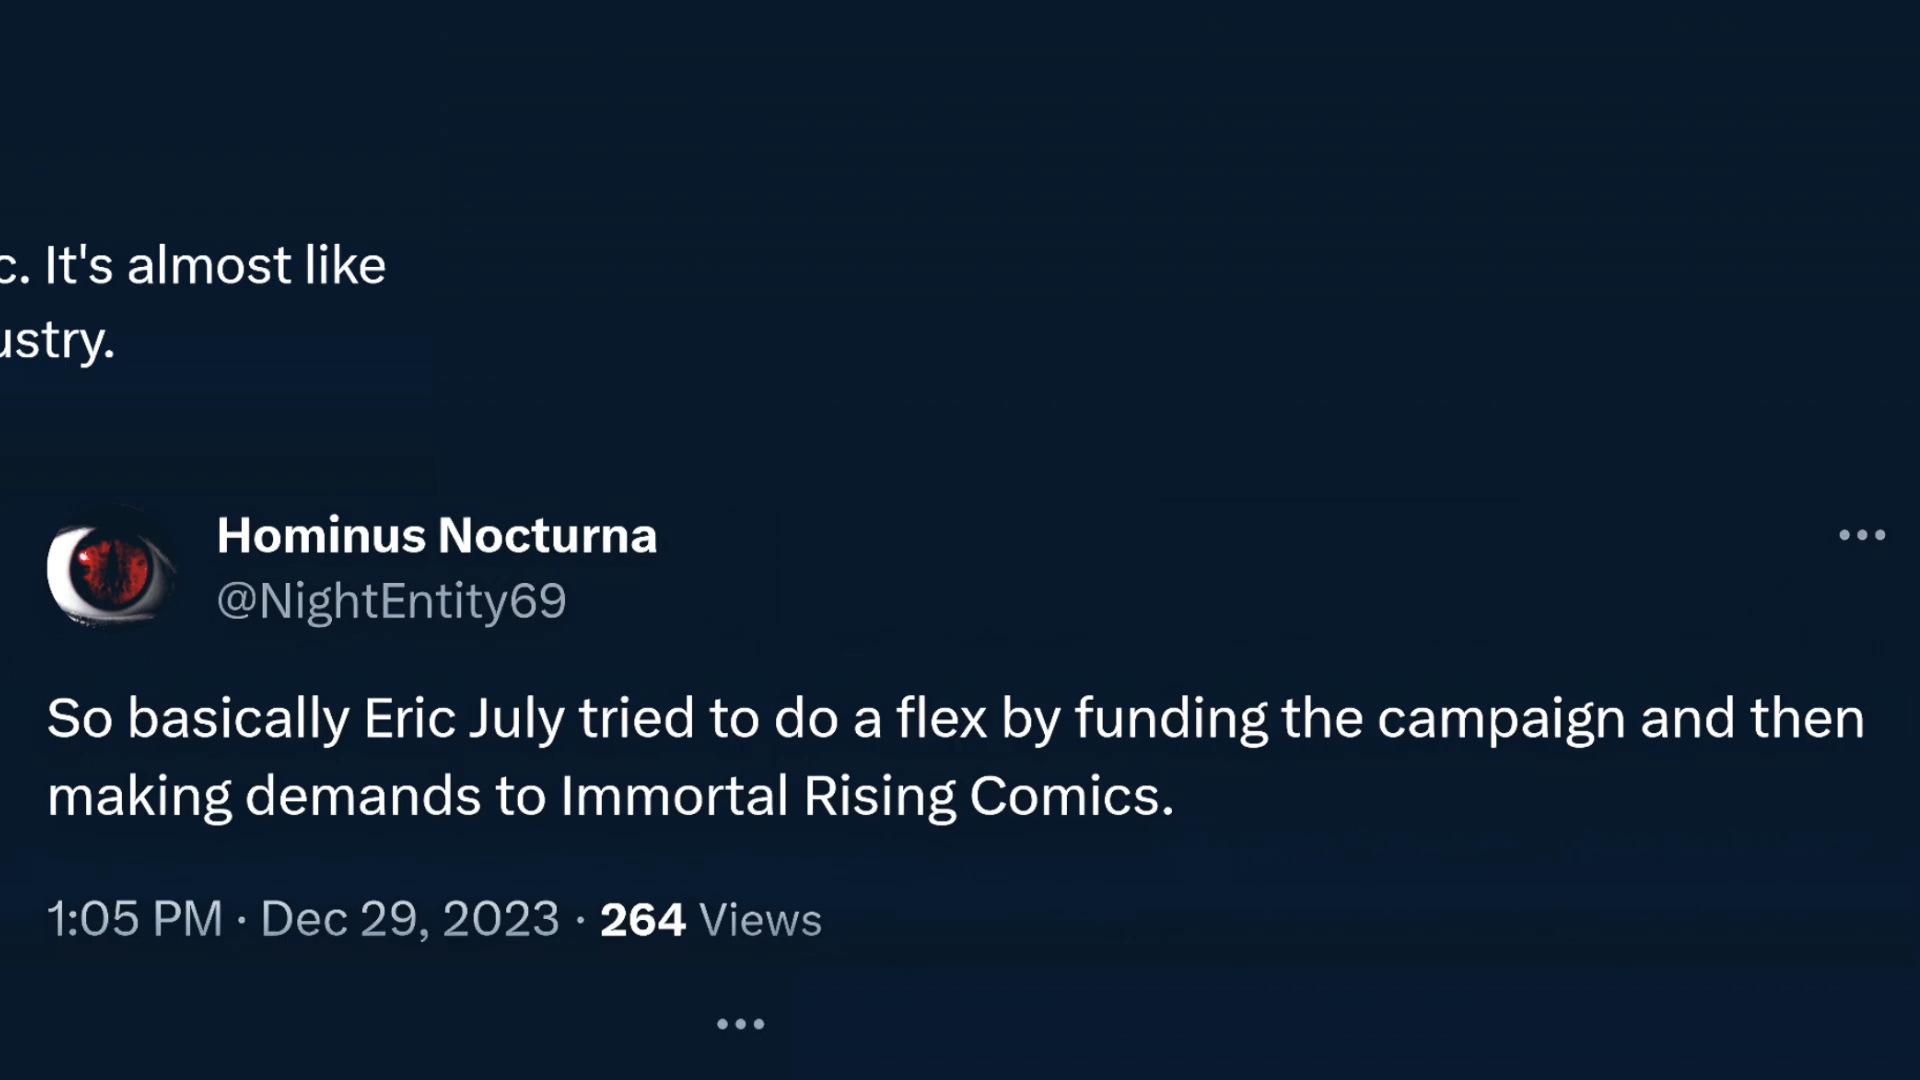 c. It's almost like
ustry.
Hominus Nocturna
@NightEntity69
So basically Eric July tried to do a flex by funding the campaign and then
making demands to Immortal Rising Comics.
1:05 PM · Dec 29, 2023 · 264 Views